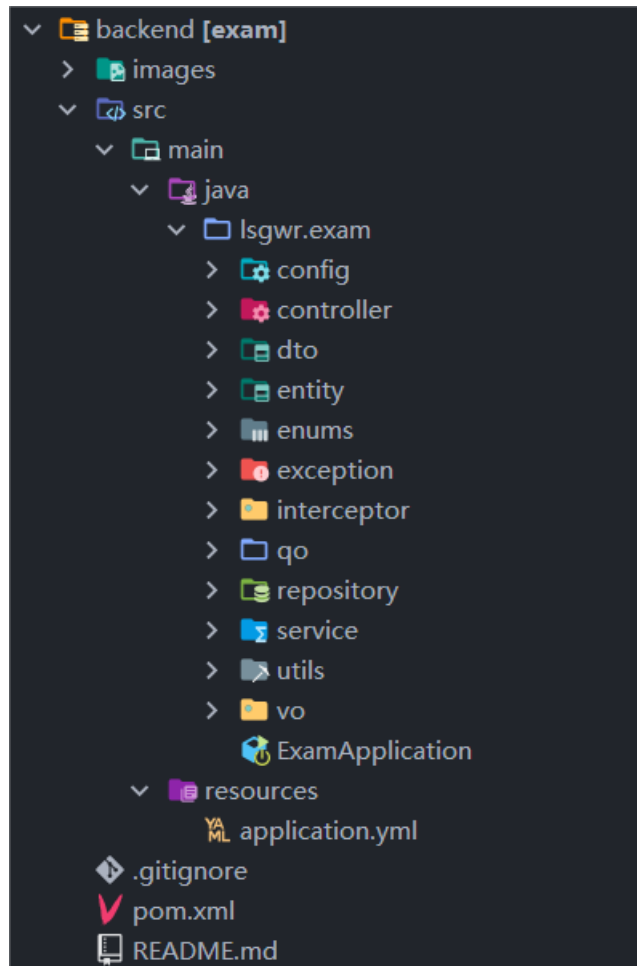 backend [exam]
images
src
main
java
lsgwr.exam
config
controller
dto
entity
enums
exception
interceptor
qo
repository
service
utils
vo
ExamApplication
resources
YAML application.yml
.gitignore
pom.xml
README.md